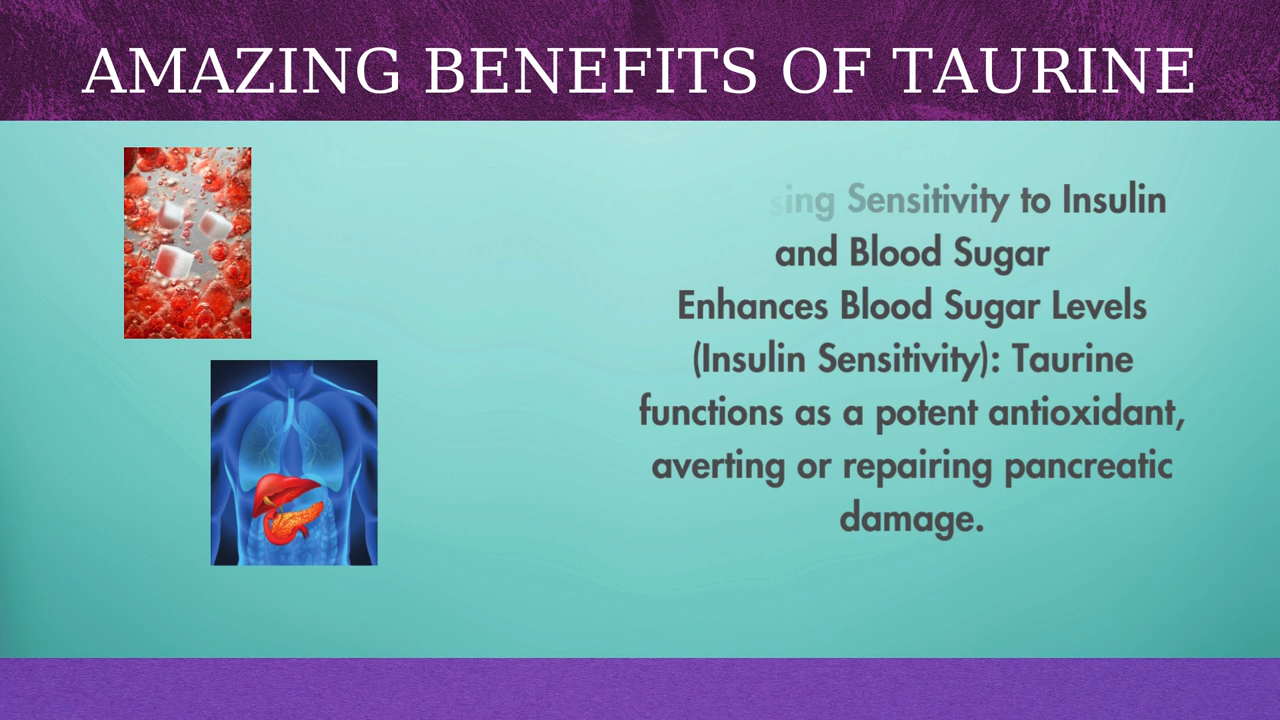 AMAZING BENEFITS OF TAURINE
Sensitivity to Insulin
and Blood Sugar
Enhances Blood Sugar Levels
(Insulin Sensitivity): Taurine
functions as a potent antioxidant,
averting or repairing pancreatic
damage.